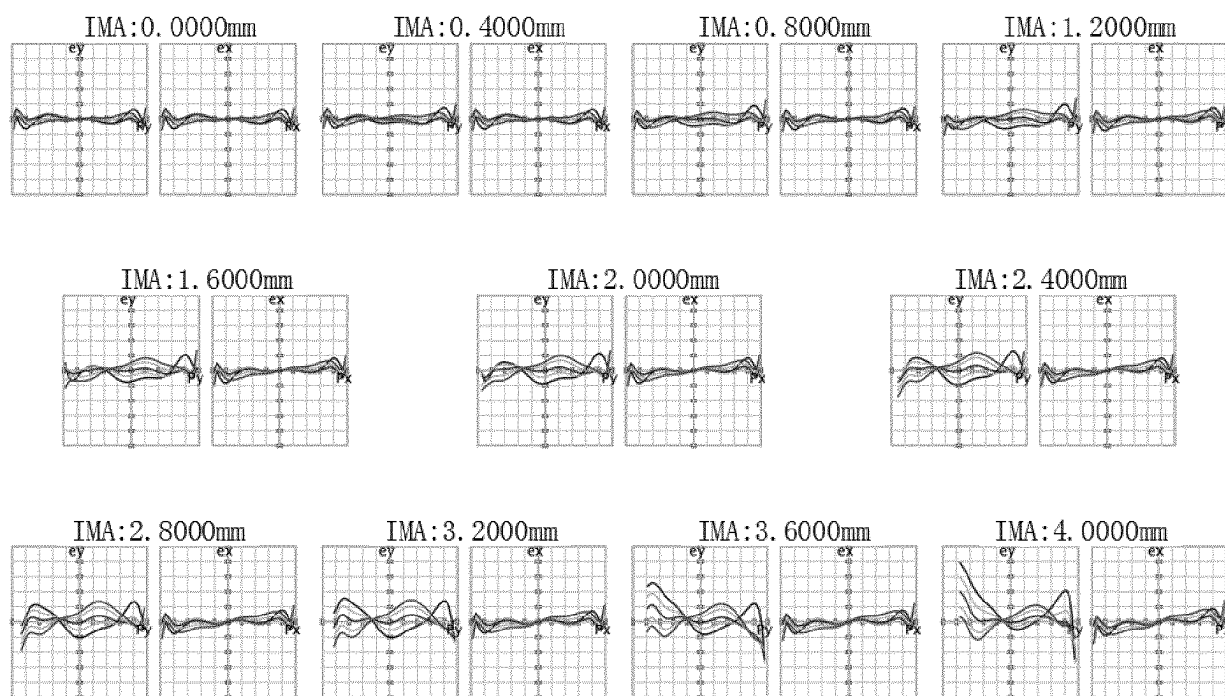 IMA:0.0000mm IMA:0.4000mm IMA:0.8000mm IMA:1.2000mm
ey ex ey ex ey ex ey ex
Py Px Py Px Py Px Py Px
IMA:1.6000mm IMA:2.0000mm IMA:2.4000mm
ey ex ey ex ey ex
Py Px Py Px Py Px
IMA:2.8000mm IMA:3.2000mm IMA:3.6000mm IMA:4.0000mm
ey ex ey ex ey ex ey ex
Py Px Py Px Py Px Py Px